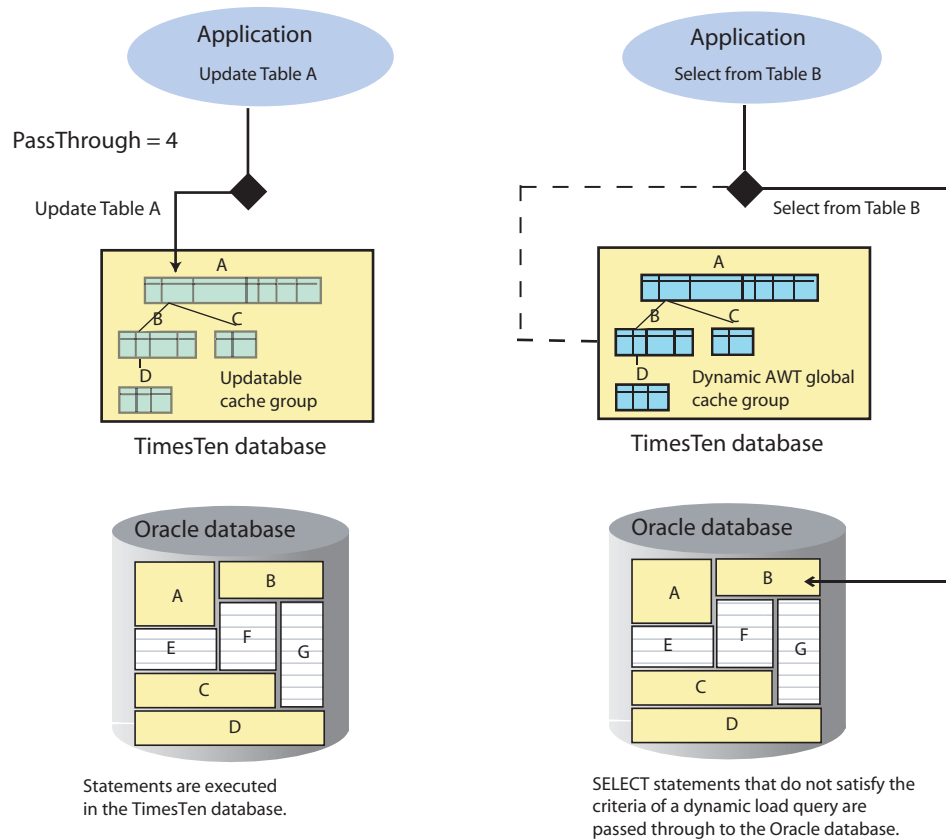 Application
Update Table A
PassThrough = 4
Update Table A
A
B
C
D
Updatable
cache group
TimesTen database
Oracle database
A
B
E
F
G
C
D
Statements are executed
in the TimesTen database.
Application
Select from Table B
Select from Table B
A
B
C
D
Dynamic AWT global
cache group
TimesTen database
Oracle database
A
B
E
F
G
C
D
SELECT statements that do not satisfy the
criteria of a dynamic load query are
passed through to the Oracle database.